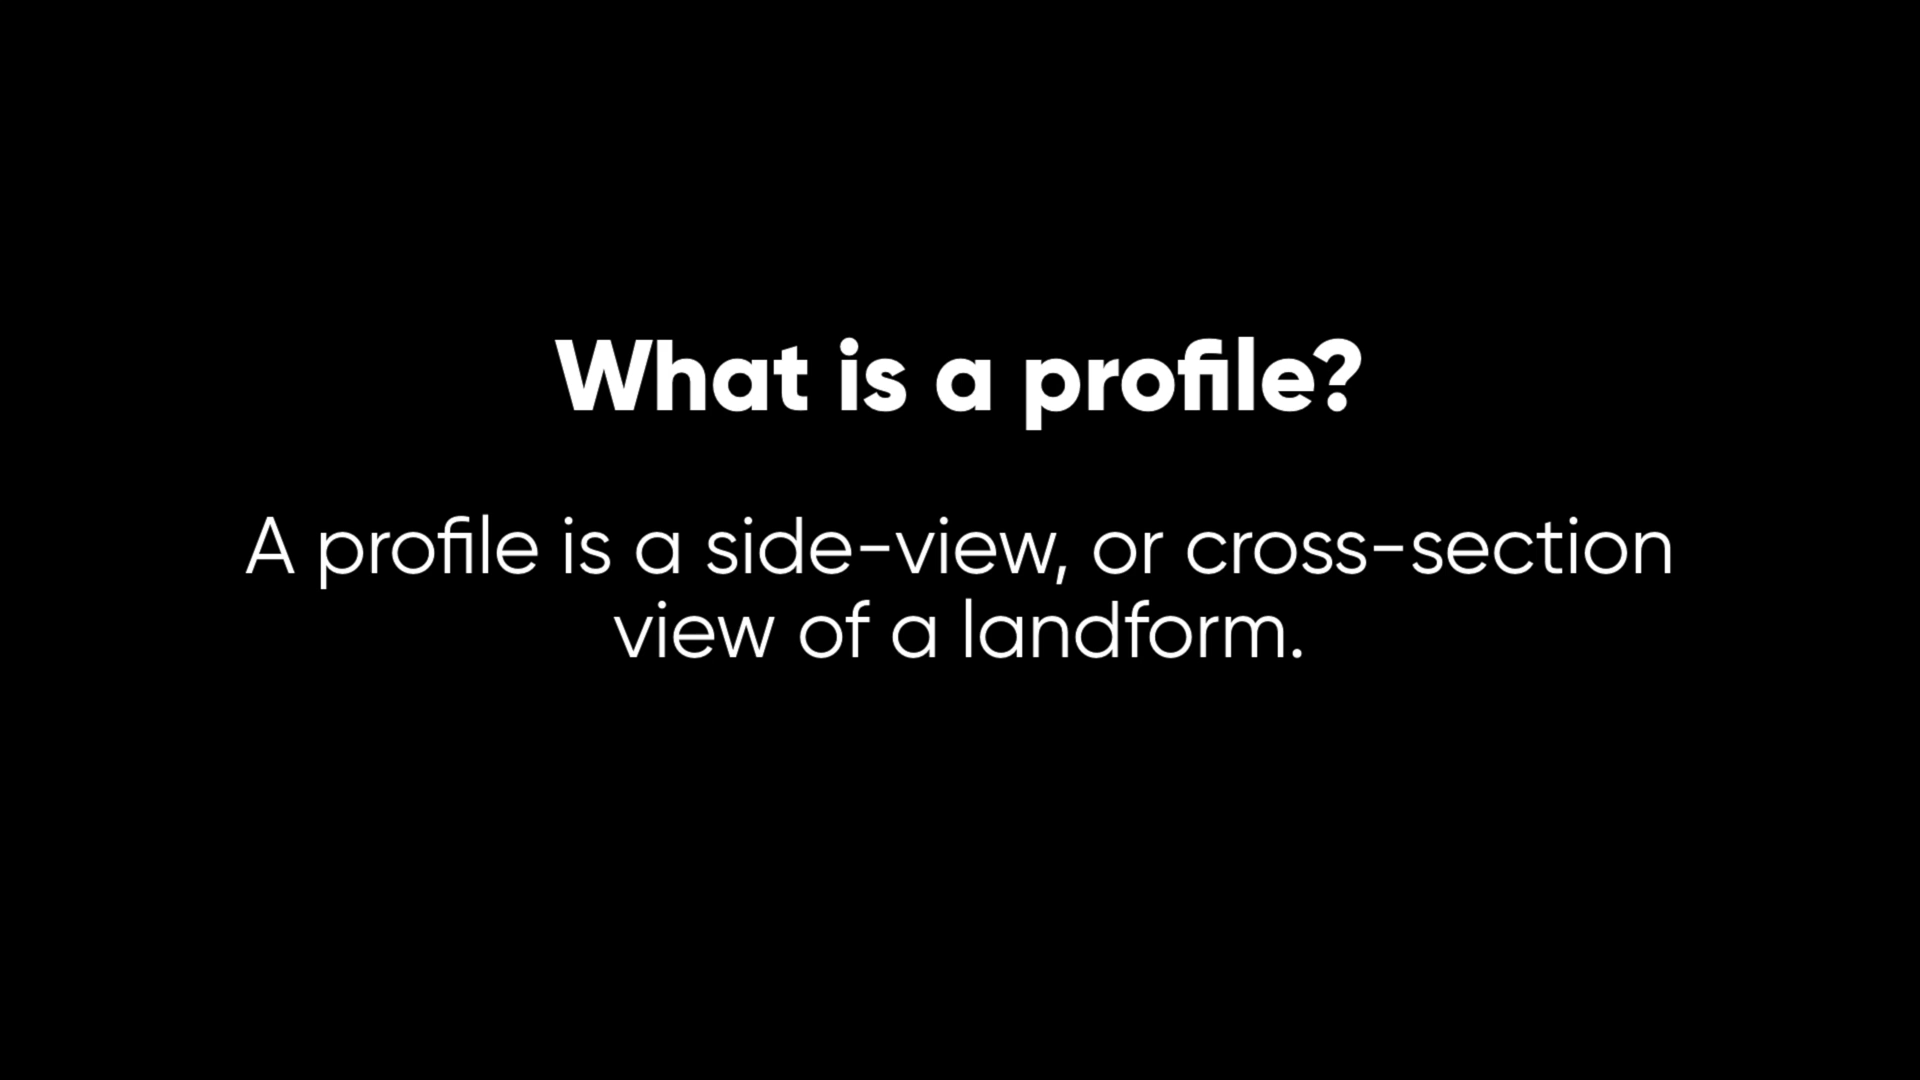 What is a profile?
A profile is a side-view, or cross-section
view of a landform.